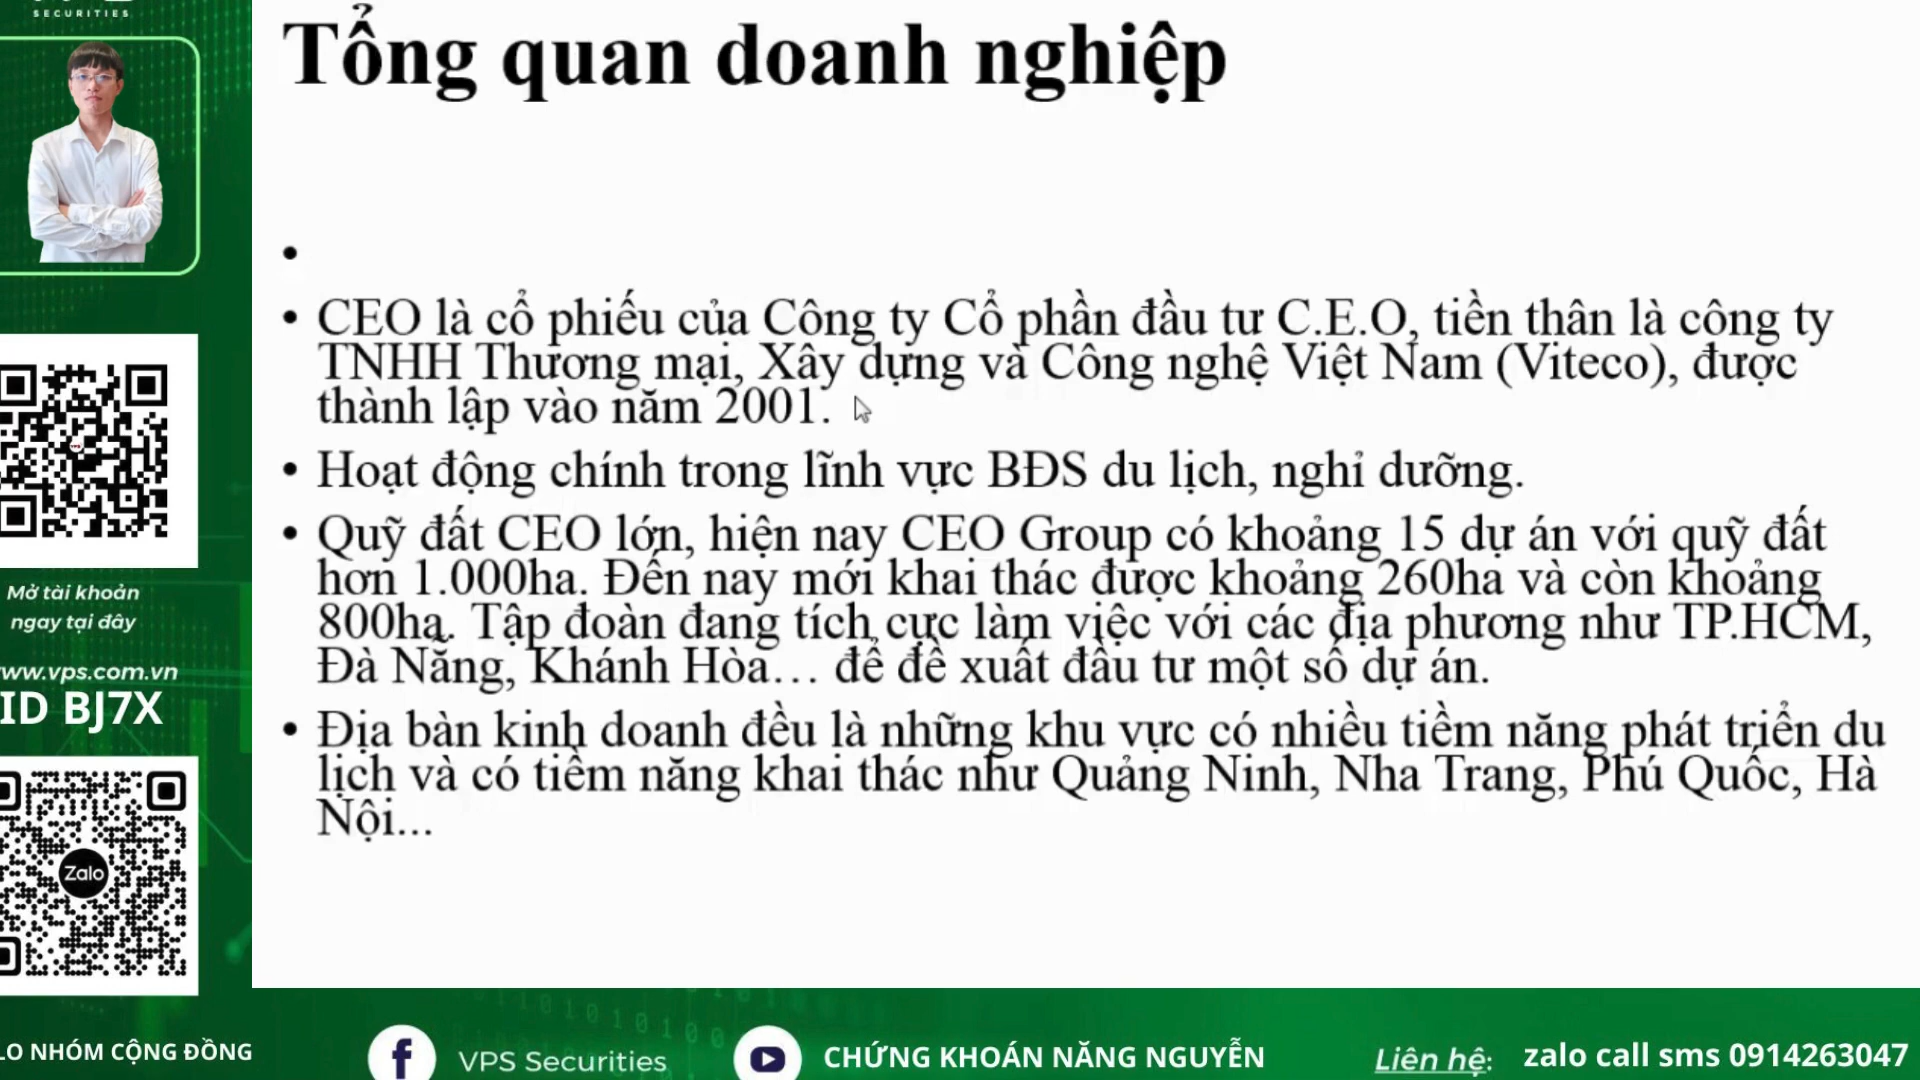 SECURITIES
Tổng quan doanh nghiệp
• CEO là cổ phiếu của Công ty Cổ phần đầu tư C.E.O, tiền thân là công ty
TNHH Thương mại, Xây dựng và Công nghệ Việt Nam (Viteco), được
thành lập vào năm 2001.
• Hoạt động chính trong lĩnh vực BĐS du lịch, nghỉ dưỡng.
• Quỹ đất CEO lớn, hiện nay CEO Group có khoảng 15 dự án với quỹ đất
hơn 1.000ha. Đến nay mới khai thác được khoảng 260ha và còn khoảng
800ha. Tập đoàn đang tích cực làm việc với các địa phương như TP.HCM,
Đà Nẵng, Khánh Hòa… để đề xuất đầu tư một số dự án.
• Địa bàn kinh doanh đều là những khu vực có nhiều tiềm năng phát triển du
lịch và có tiềm năng khai thác như Quảng Ninh, Nha Trang, Phú Quốc, Hà
Nội...
Mở tài khoản
ngay tại đây
ww.vps.com.vn
ID BJ7X
Zalo
LO NHÓM CỘNG ĐỒNG
VPS Securities
CHỨNG KHOÁN NĂNG NGUYỄN
Liên hệ: zalo call sms 0914263047